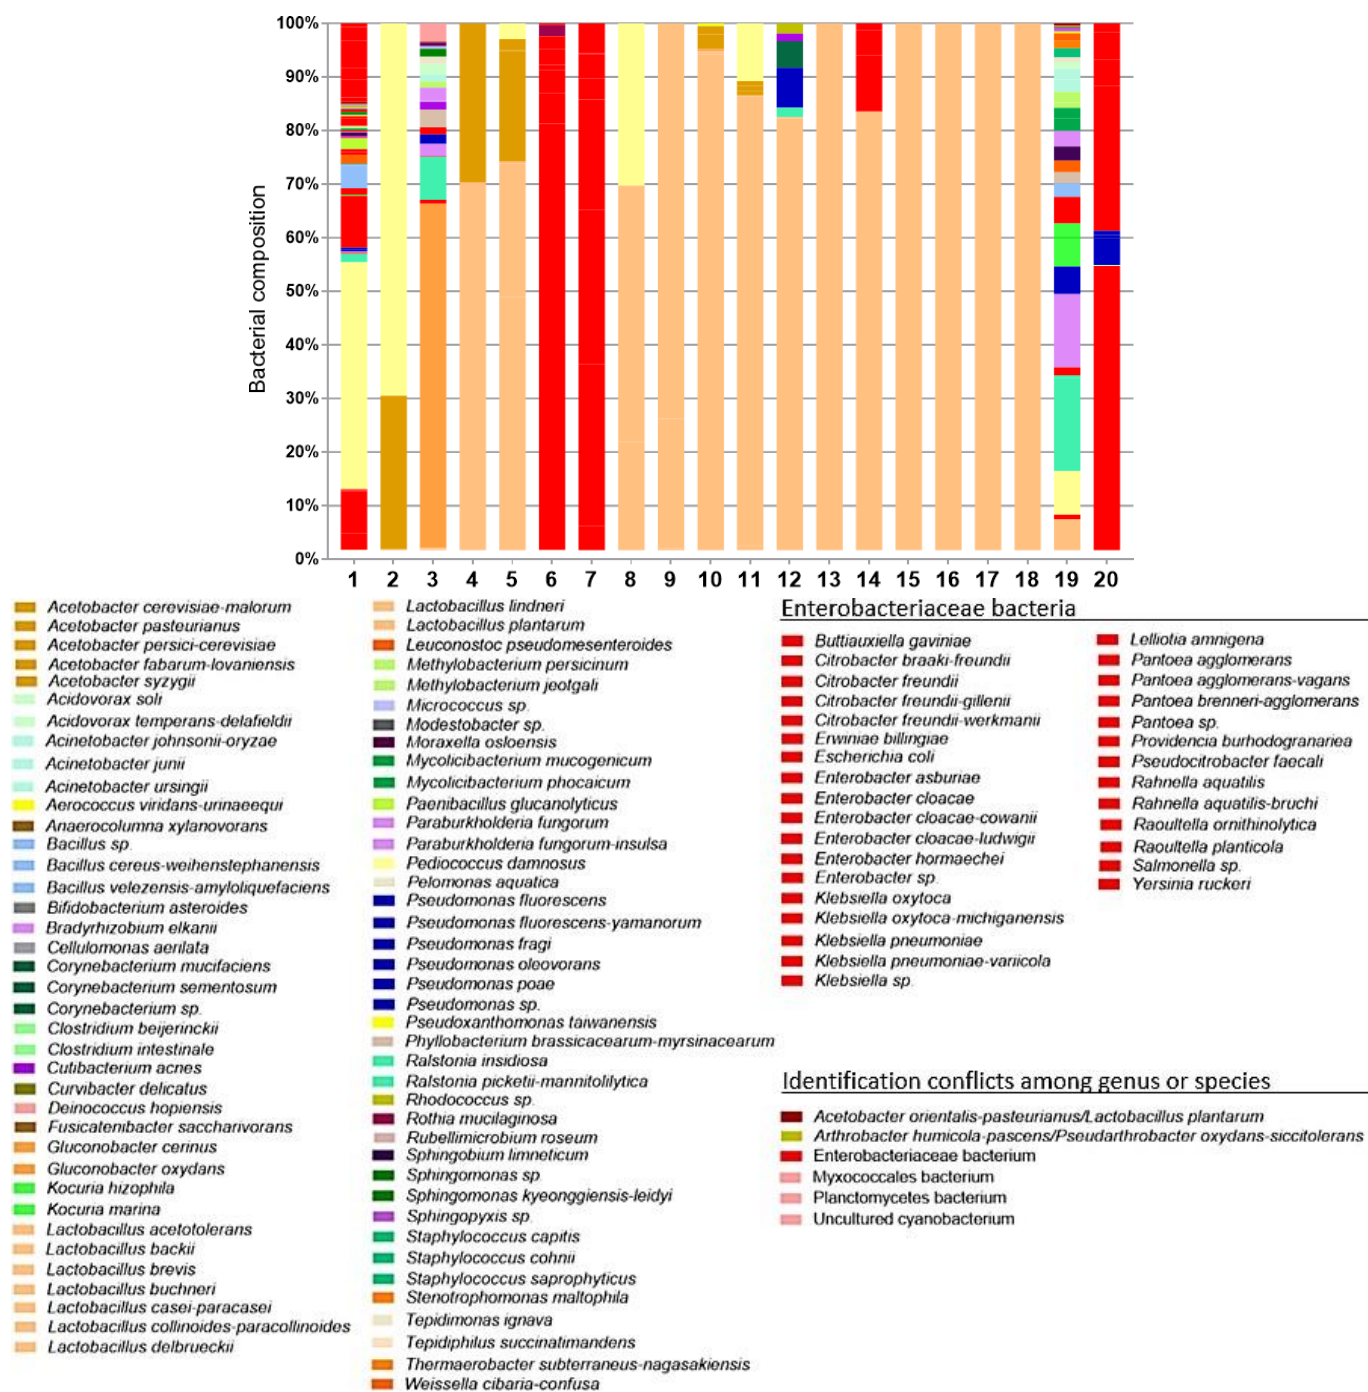 100%
90%
80%
70%
60%
50%
40%
30%
20%
10%
0%
Bacterial composition
1 2 3 4 5 6 7 8 9 10 11 12 13 14 15 16 17 18 19 20
Acetobacter cerevisiae-malorum
Acetobacter pasteurianus
Acetobacter persici-cerevisiae
Acetobacter fabarum-lovaniensis
Acetobacter syzygii
Acidovorax soli
Acidovorax temperans-delafieldii
Acinetobacter johnsonii-oryzae
Acinetobacter junii
Acinetobacter ursingii
Aerococcus viridans-urinaeequi
Anaerocolumna xylanovorans
Bacillus sp.
Bacillus cereus-weihenstephanensis
Bacillus velezensis-amyloliquefaciens
Bifidobacterium asteroides
Bradyrhizobium elkanii
Cellulomonas aerilata
Corynebacterium mucifaciens
Corynebacterium sementosum
Corynebacterium sp.
Clostridium beijerinckii
Clostridium intestinale
Cutibacterium acnes
Curvibacter delicatus
Deinococcus hopiensis
Fusicatenibacter saccharivorans
Gluconobacter cerinus
Gluconobacter oxydans
Kocuria hizophila
Kocuria marina
Lactobacillus acetotolerans
Lactobacillus backii
Lactobacillus brevis
Lactobacillus buchneri
Lactobacillus casei-paracasei
Lactobacillus collinoides-paracollinoides
Lactobacillus delbrueckii
Lactobacillus lindneri
Lactobacillus plantarum
Leuconostoc pseudomesenteroides
Methylobacterium persicinum
Methylobacterium jeotgali
Micrococcus sp.
Modestobacter sp.
Moraxella osloensis
Mycolicibacterium mucogenicum
Mycolicibacterium phocaicum
Paenibacillus glucanolyticus
Paraburkholderia fungorum
Paraburkholderia fungorum-insulsa
Pediococcus damnosus
Pelomonas aquatica
Pseudomonas fluorescens
Pseudomonas fluorescens-yamanorum
Pseudomonas fragi
Pseudomonas oleovorans
Pseudomonas poae
Pseudomonas sp.
Pseudoxanthomonas taiwanensis
Phyllobacterium brassicacearum-myrsinacearum
Ralstonia insidiosa
Ralstonia picketii-mannitolilytica
Rhodococcus sp.
Rothia mucilaginosa
Rubellimicrobium roseum
Sphingobium limneticum
Sphingomonas sp.
Sphingomonas kyeonggiensis-leidyi
Sphingopyxis sp.
Staphylococcus capitis
Staphylococcus cohnii
Staphylococcus saprophyticus
Stenotrophomonas maltophila
Tepidimonas ignava
Tepidiphilus succinatimandens
Thermaerobacter subterraneus-nagasakiensis
Weissella cibaria-confusa
Enterobacteriaceae bacteria
Buttiauxiella gaviniae
Citrobacter braaki-freundii
Citrobacter freundii
Citrobacter freundii-gillenii
Citrobacter freundii-werkmanii
Erwiniae billingiae
Escherichia coli
Enterobacter asburiae
Enterobacter cloacae
Enterobacter cloacae-cowanii
Enterobacter cloacae-ludwigii
Enterobacter hormaechei
Enterobacter sp.
Klebsiella oxytoca
Klebsiella oxytoca-michiganensis
Klebsiella pneumoniae
Klebsiella pneumoniae-variicola
Klebsiella sp.
Lelliotia amnigena
Pantoea agglomerans
Pantoea agglomerans-vagans
Pantoea brenneri-agglomerans
Pantoea sp.
Providencia burhodogranariea
Pseudocitrobacter faecali
Rahnella aquatilis
Rahnella aquatilis-bruchi
Raoultella ornithinolytica
Raoultella planticola
Salmonella sp.
Yersinia ruckeri
Identification conflicts among genus or species
Acetobacter orientalis-pasteurianus/Lactobacillus plantarum
Arthrobacter humicola-pascens/Pseudarthrobacter oxydans-siccitolerans
Enterobacteriaceae bacterium
Myxococcales bacterium
Planctomycetes bacterium
Uncultured cyanobacterium